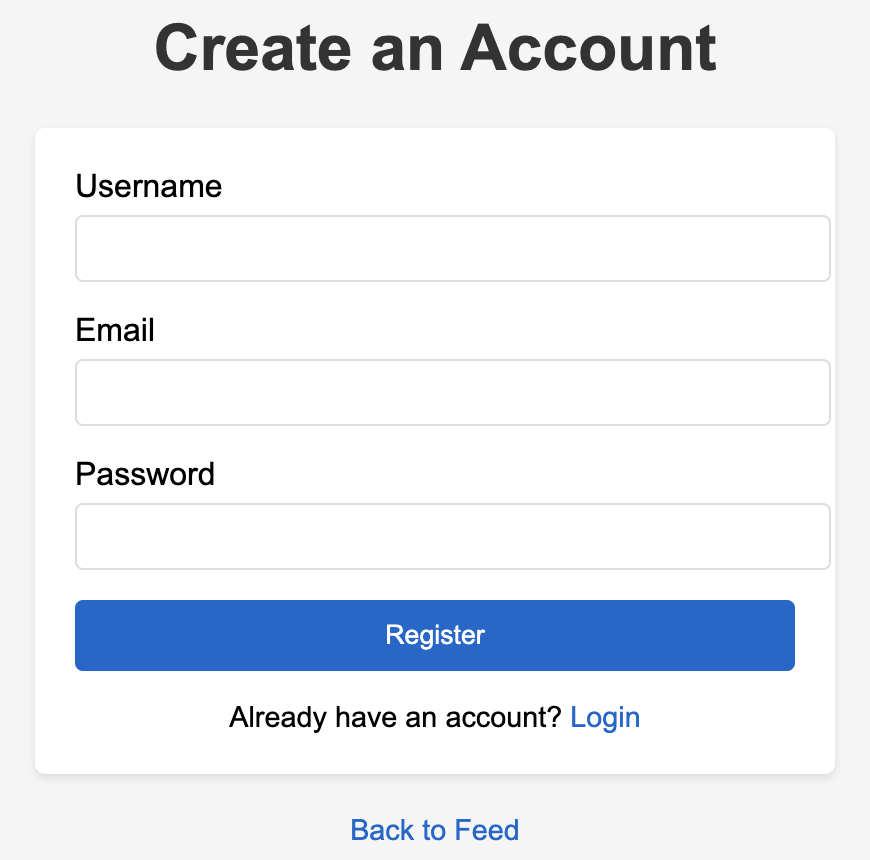 Create an Account
Username
Email
Password
Register
Already have an account? Login
Back to Feed